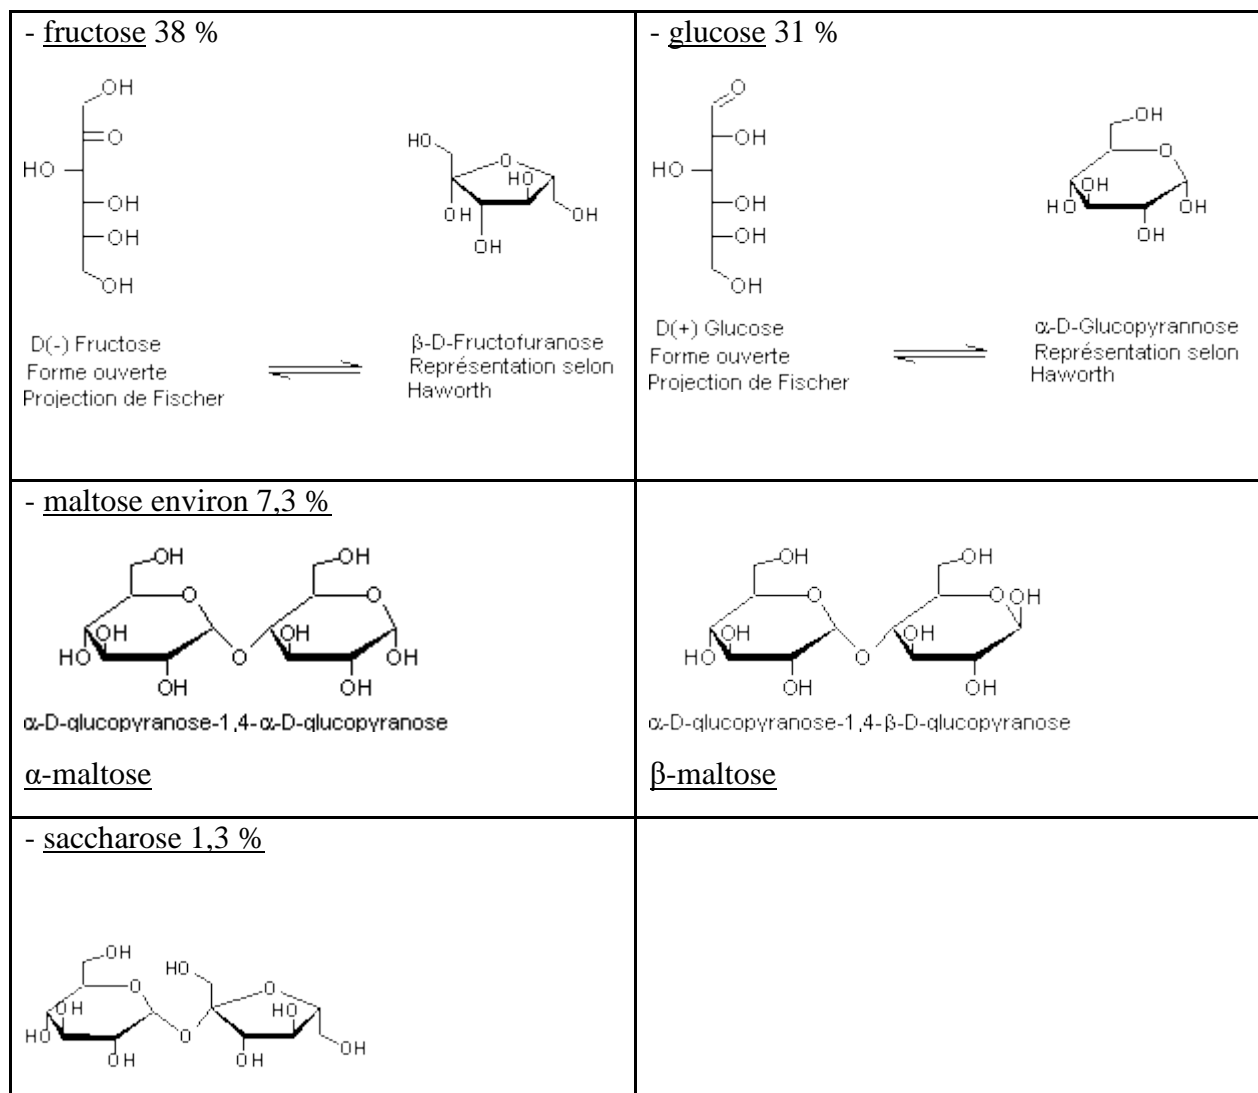 - fructose 38 %
OH
O
HO
OH
OH
OH
HO
O
HO
OH
OH
OH
D(-) Fructose
Forme ouverte
Projection de Fischer
β-D-Fructofuranose
Représentation selon
Haworth
- glucose 31 %
O
OH
HO
OH
OH
OH
OH
O
OH
HO
OH
OH
D(+) Glucose
Forme ouverte
Projection de Fischer
α-D-Glucopyrannose
Représentation selon
Haworth
- maltose environ 7,3 %
OH
OH
O
O
OH
OH
HO
O
OH
OH
OH
α-D-glucopyranose-1,4-α-D-glucopyranose
α-maltose
OH
OH
O
O
OH
OH
OH
HO
O
OH
OH
α-D-glucopyranose-1,4-β-D-glucopyranose
β-maltose
- saccharose 1,3 %
OH
HO
O
O
OH
HO
HO
O
OH
OH
OH